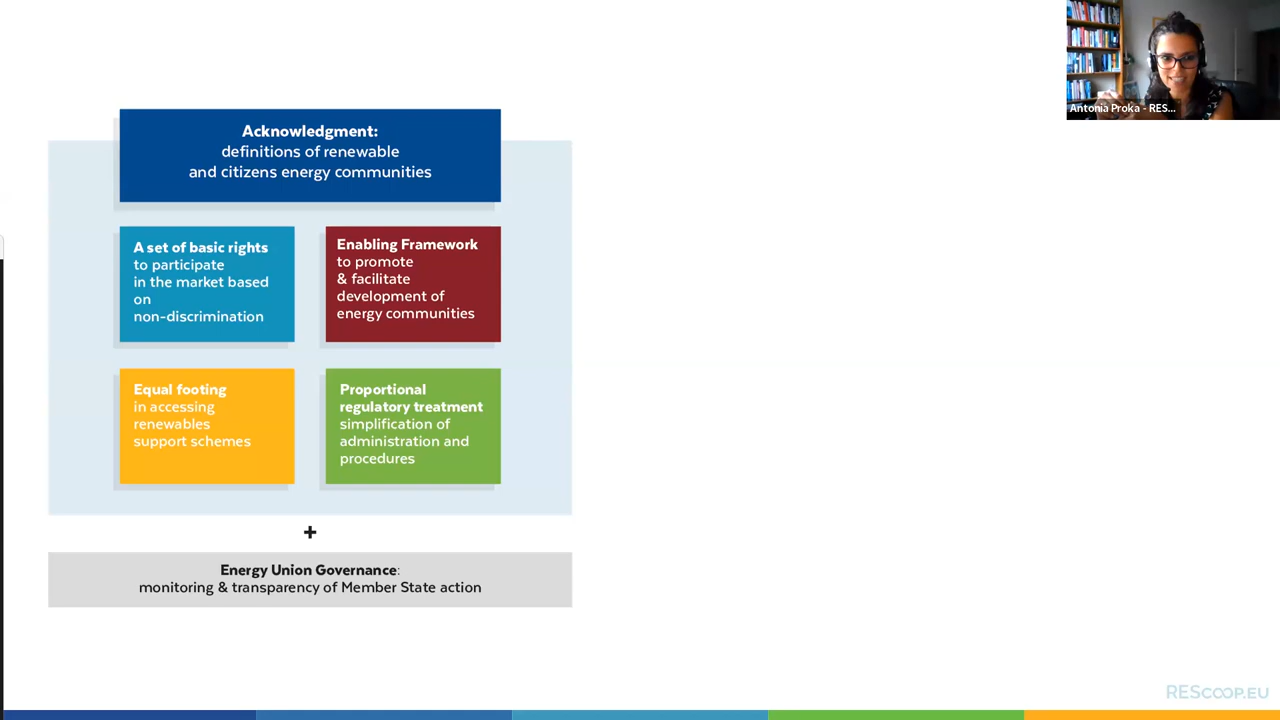 Antonia Proka - RES...
Acknowledgment:
definitions of renewable
and citizens energy communities
A set of basic rights
to participate
in the market based
on
non-discrimination
Enabling Framework
to promote
& facilitate
development of
energy communities
Equal footing
in accessing
renewables
support schemes
Proportional
regulatory treatment
simplification of
administration and
procedures
+
Energy Union Governance:
monitoring & transparency of Member State action
REScoop.EU